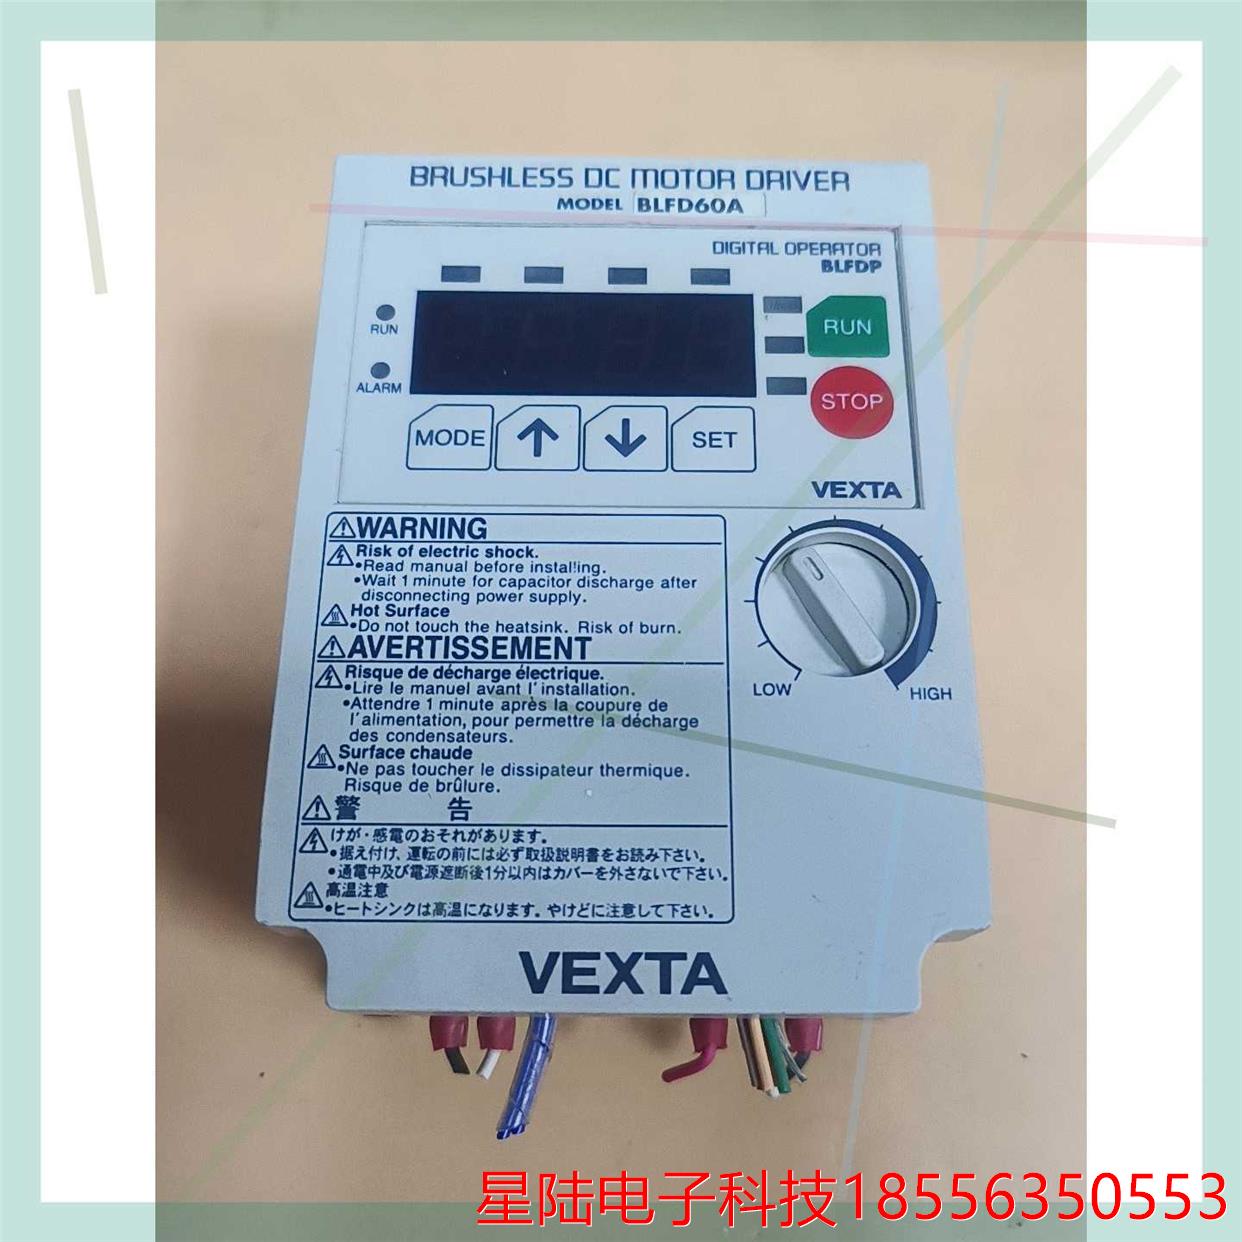 BRUSHLESS DC MOTOR DRIVER
MODEL BLFD60A
DIGITAL OPERATOR
BLFDP
RUN
RUN
ALARM
STOP
MODE
SET
VEXTA
WARNING
Risk of electric shock.
•Read manual before installing.
•Wait 1 minute for capacitor discharge after
disconnecting power supply.
Hot Surface
•Do not touch the heatsink. Risk of burn.
AVERTISSEMENT
Risque de décharge électrique.
•Lire le manuel avant l'installation.
•Attendre 1 minute après la coupure de
l'alimentation, pour permettre la décharge
des condensateurs.
Surface chaude
•Ne pas toucher le dissipateur thermique.
Risque de brûlure.
警 告
けが・感電のおそれがあります。
•据え付け、運転の前には必ず取扱説明書をお読み下さい。
•通電中及び電源遮断後1分以内はカバーを外さないで下さい。
高温注意
•ヒートシンクは高温になります。やけどに注意して下さい。
LOW
HIGH
VEXTA
星陆电子科技18556350553